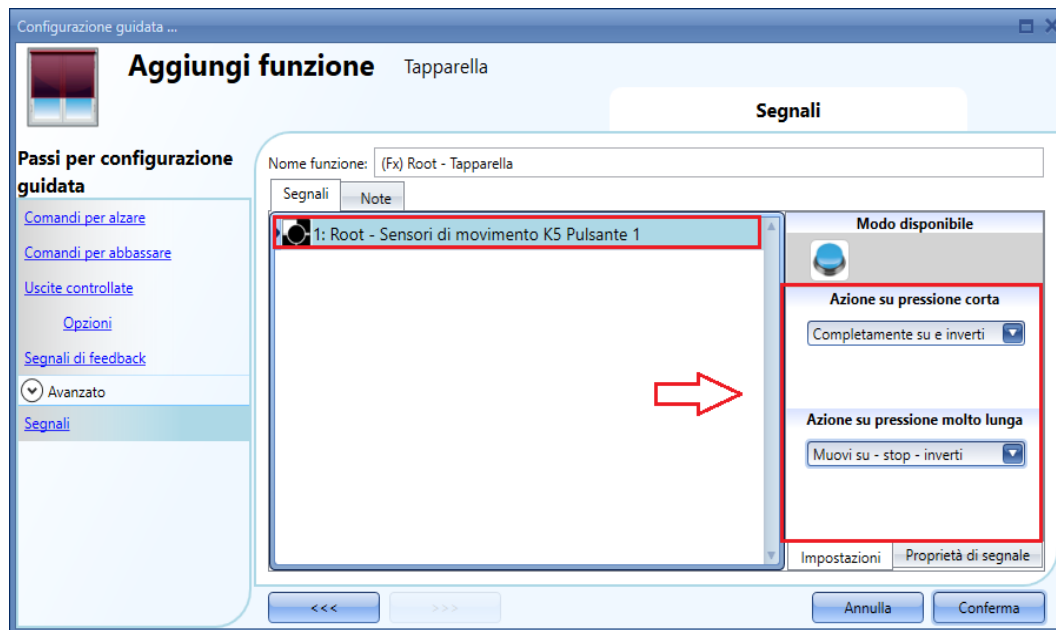 Configurazione guidata ...
Aggiungi funzione Tapparella
Segnali
Passi per configurazione
guidata
Comandi per alzare
Comandi per abbassare
Uscite controllate
Opzioni
Segnali di feedback
Avanzato
Segnali
Nome funzione: (Fx) Root - Tapparella
Segnali Note
1: Root - Sensori di movimento K5 Pulsante 1
Modo disponibile
Azione su pressione corta
Completamente su e inverti
Azione su pressione molto lunga
Muovi su - stop - inverti
Impostazioni Proprietà di segnale
<<< >>> Annulla Conferma